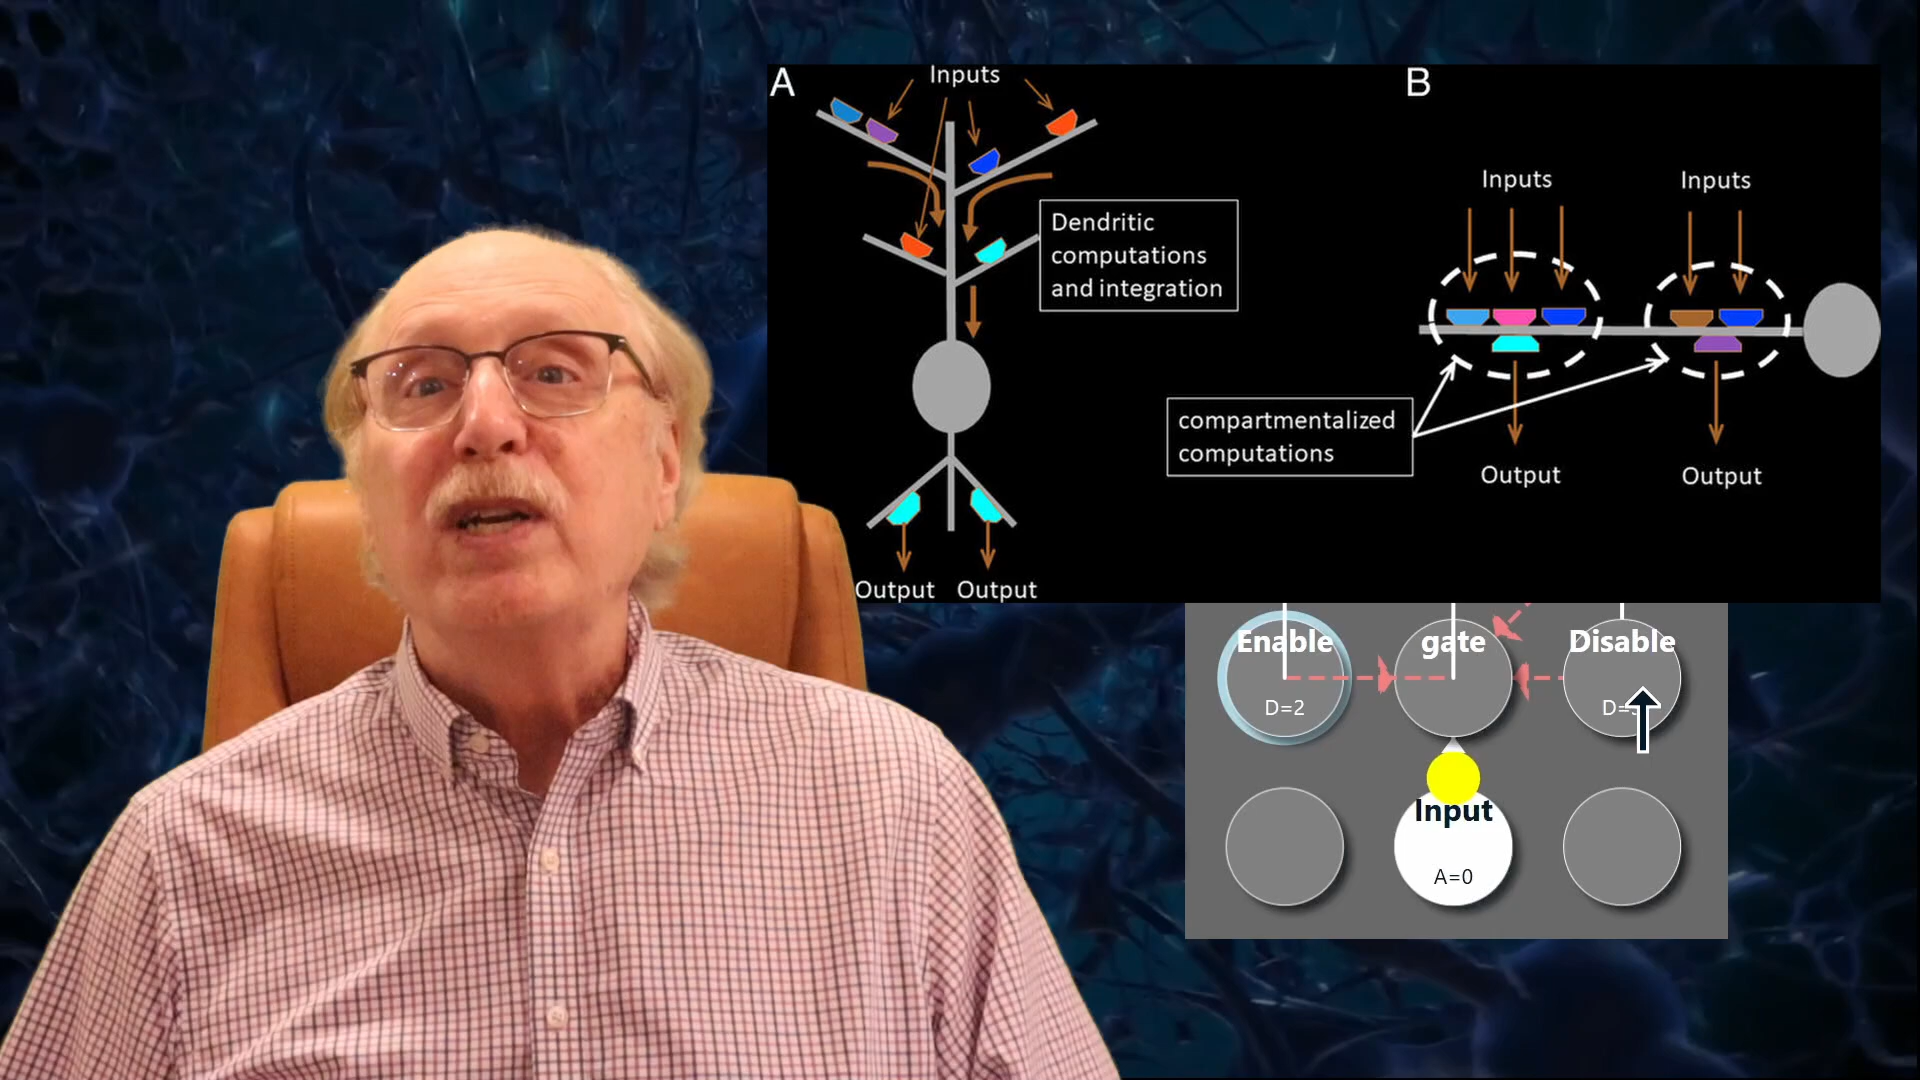 A
Inputs
B
Inputs
Inputs
Dendritic
computations
and integration
compartmentalized
computations
Output
Output
Output
Output
Enable
gate
Disable
D=2
Input
A=0